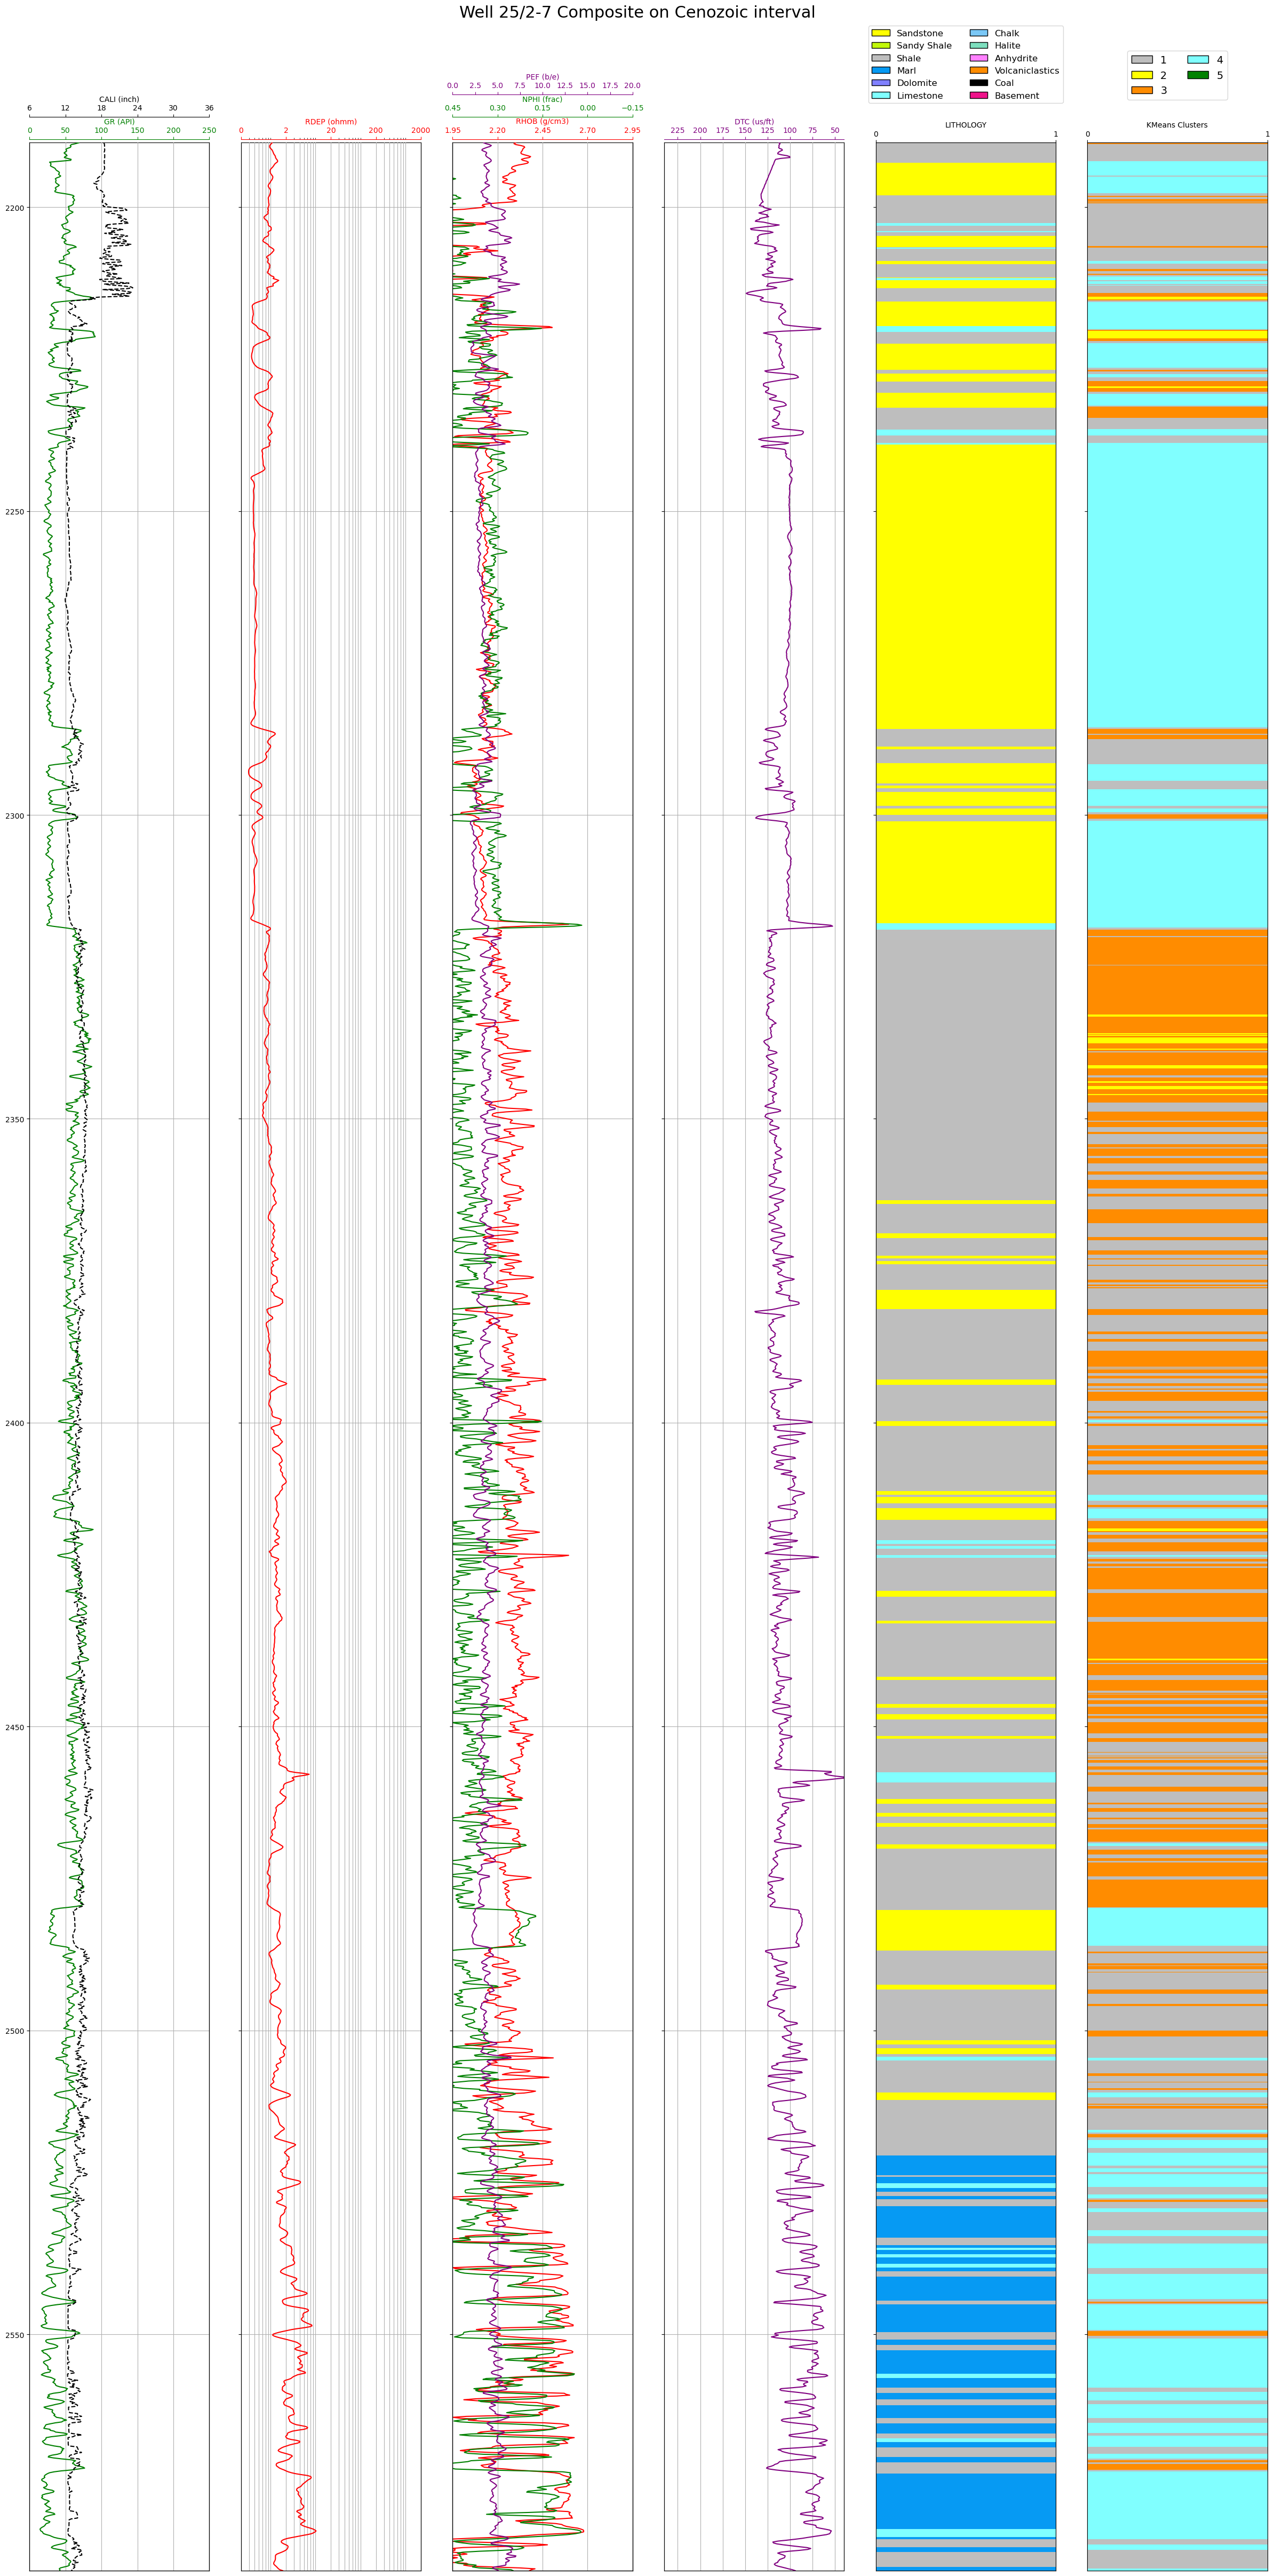 Well 25/2-7 Composite on Cenozoic interval
Sandstone
Sandy Shale
Shale
Marl
Dolomite
Limestone
Chalk
Halite
Anhydrite
Volcaniclastics
Coal
Basement
1
2
3
4
5
PEF (b/e)
0.0 2.5 5.0 7.5 10.0 12.5 15.0 17.5 20.0
CALI (inch)
6 12 18 24 30 36
NPHI (frac)
0.45 0.30 0.15 0.00 −0.15
GR (API)
0 50 100 150 200 250
RDEP (ohmm)
0 2 20 200 2000
RHOB (g/cm3)
1.95 2.20 2.45 2.70 2.95
DTC (us/ft)
225 200 175 150 125 100 75 50
LITHOLOGY
0 1
KMeans Clusters
0 1
2200
2250
2300
2350
2400
2450
2500
2550